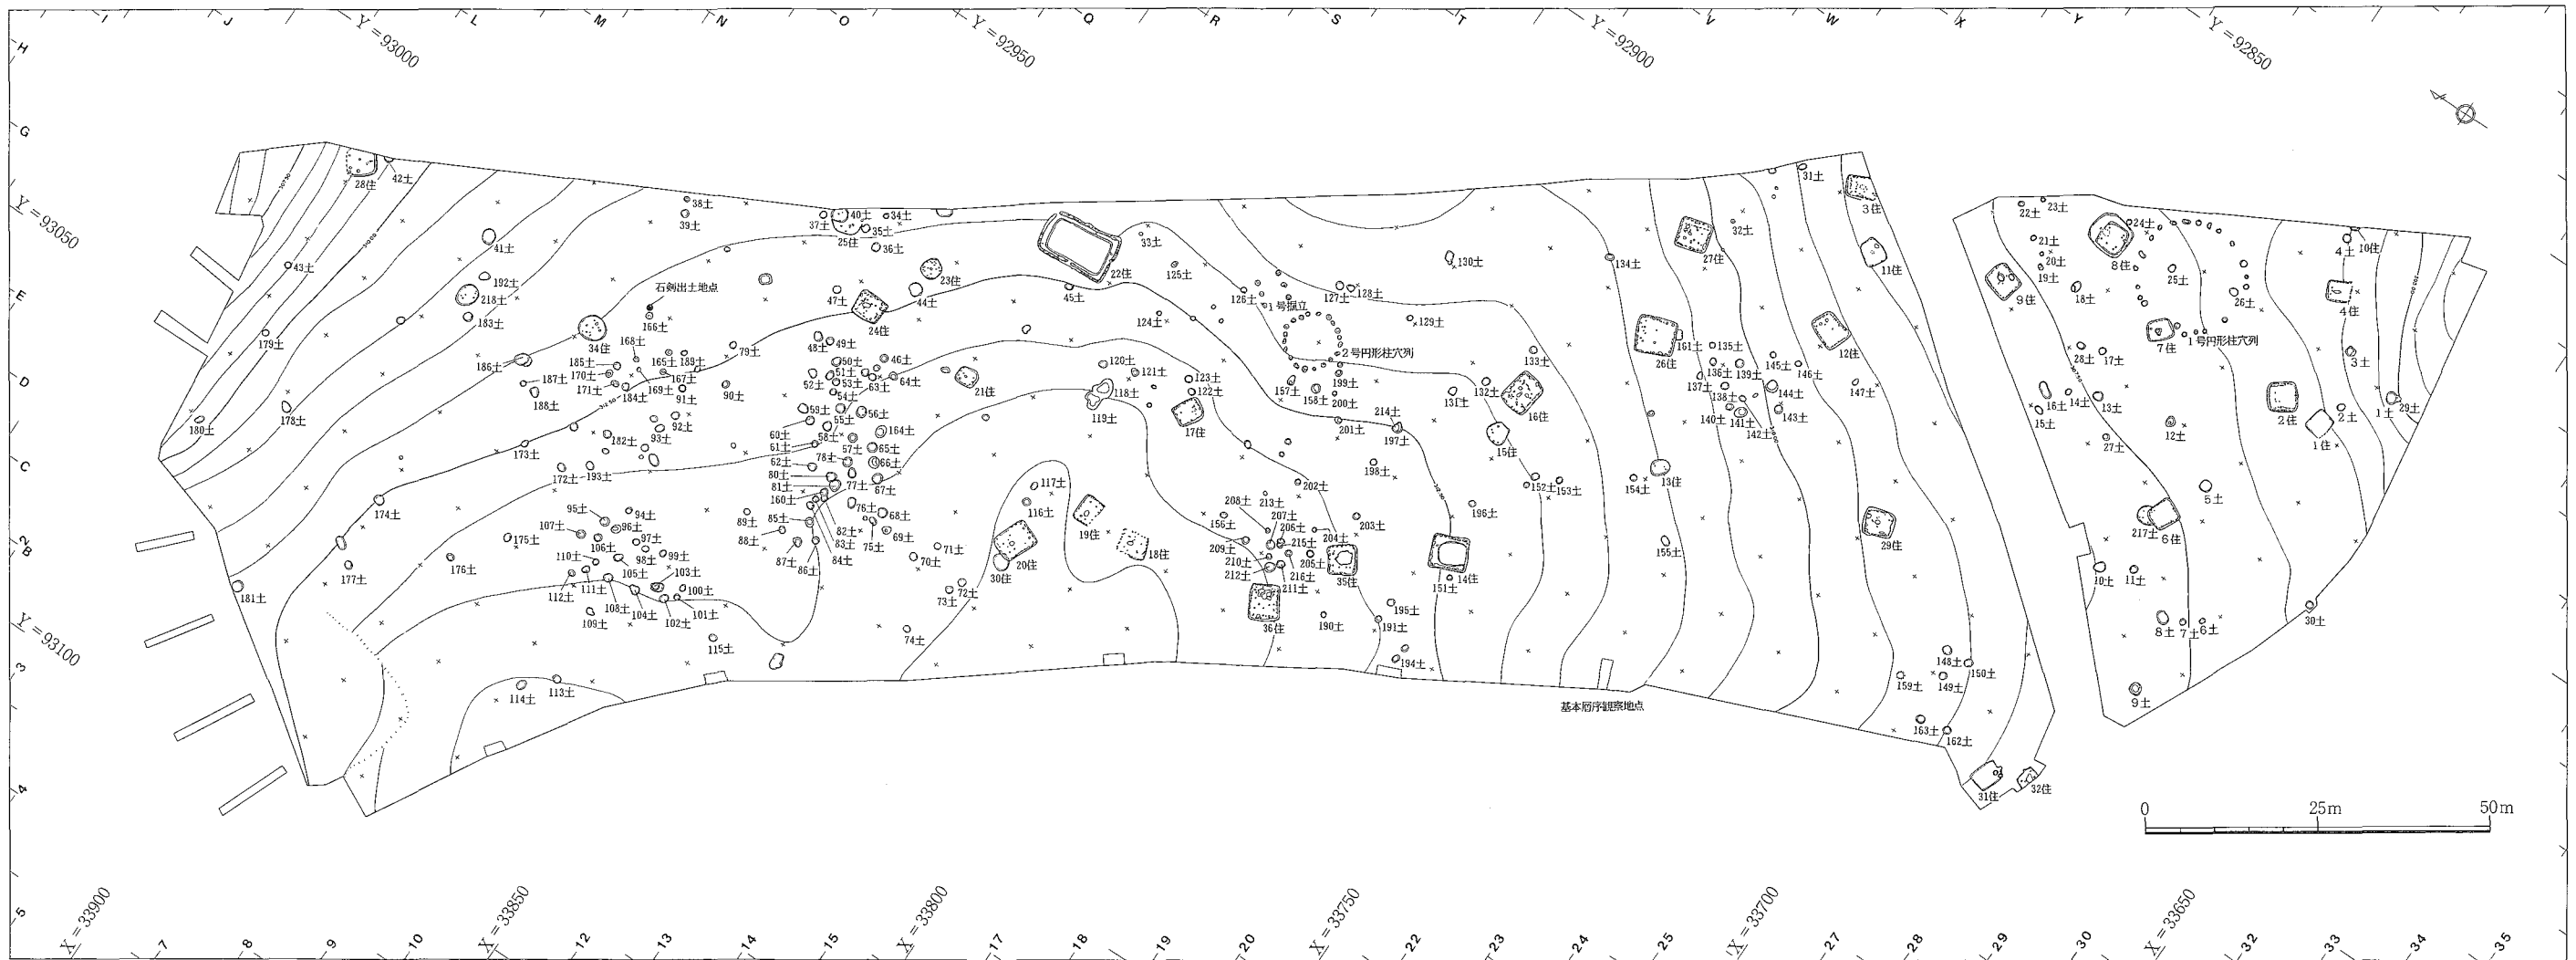 I J L M N O Q R S T V W X Y
Y=93000
Y=92950
Y=92900
Y=92850
H
G
Y=93050
E
D
C
2B
Y=93100
3
4
5
28住
42土
38土
39土
37土
40土
34土
35土
25住
36土
41土
43土
192土
218土
183土
179土
石剣出土地点
166土
34住
168土
186土
185土
165土
189土
170土
167土
187土
171土
169土
184土
188土
91土
79土
90土
180土
178土
182土
92土
93土
173土
172土
193土
174土
22住
33土
125土
23住
44土
45土
47土
24住
48土
49土
50土
46土
51土
52土
53土
63土
64土
54土
59土
55土
56土
60土
58土
164土
61土
57土
65土
62土
78土
66土
80土
77土
67土
81土
160土
76土
68土
85土
82土
69土
89土
88土
83土
75土
87土
86土
84土
71土
70土
72土
73土
74土
21住
124土
120土
121土
118土
119土
123土
122土
17住
117土
116土
19住
18住
20住
30住
95土
94土
107土
96土
175土
106土
97土
110土
98土
99土
176土
105土
103土
111土
112土
100土
108土
104土
101土
102土
109土
115土
177土
181土
114土
113土
126土
1号掘立
127土
128土
130土
129土
2号円形柱穴列
157土
158土
199土
200土
201土
214土
197土
198土
131土
132土
133土
16住
15住
134土
152土
153土
154土
13住
155土
202土
208土
213土
207土
156土
206土
209土
215土
204土
203土
210土
205土
212土
216土
211土
36住
35住
196土
14住
151土
195土
190土
191土
194土
基本層序観察地点
31土
3住
32土
27住
11住
26住
161土
135土
12住
136土
139土
145土
146土
137土
138土
144土
147土
140土
141土
143土
142土
29住
148土
150土
159土
149土
163土
162土
31住
32住
22土
23土
24土
21土
20土
19土
8住
4土
10住
9住
18土
25土
26土
4住
7住
1号円形柱穴列
28土
17土
3土
16土
14土
13土
15土
2住
1土
29土
2土
1住
12土
27土
5土
217土
6住
10土
11土
8土
7土
6土
30土
9土
0 25m 50m
X=33900
X=33850
X=33800
X=33750
X=33700
X=33650
7 8 9 10 12 13 14 15 17 18 19 20 22 23 24 25 27 28 29 30 32 33 34 35